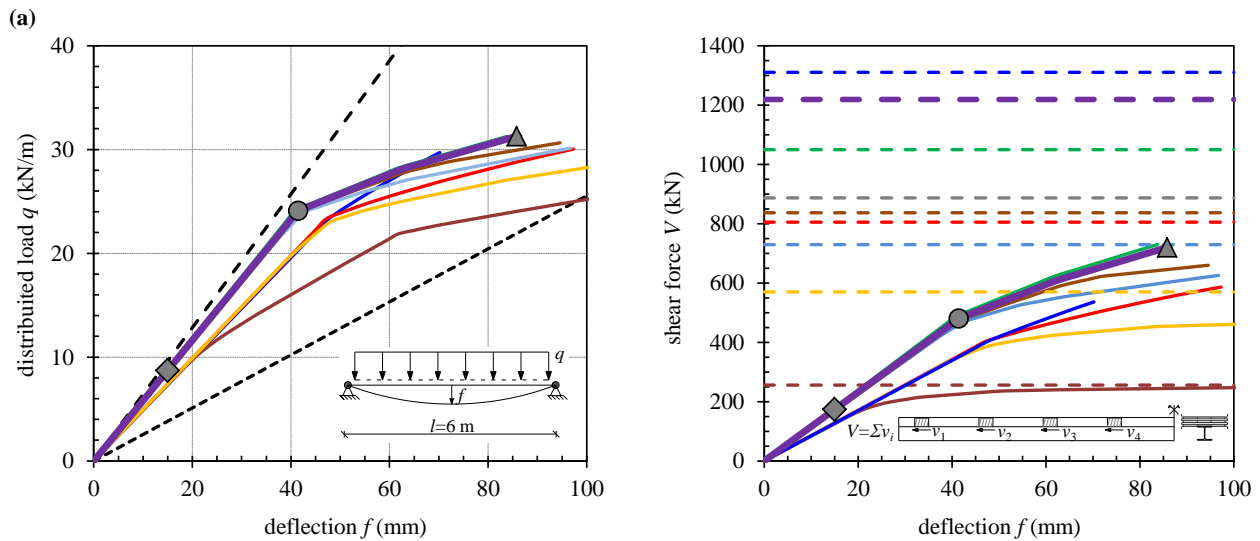 (a)
distribuited load q (kN/m)
40
30
20
10
0
0 20 40 60 80 100
deflection f (mm)
q
f
l=6 m
shear force V (kN)
1400
1200
1000
800
600
400
200
0
0 20 40 60 80 100
deflection f (mm)
V=Σvi
v1 v2 v3 v4